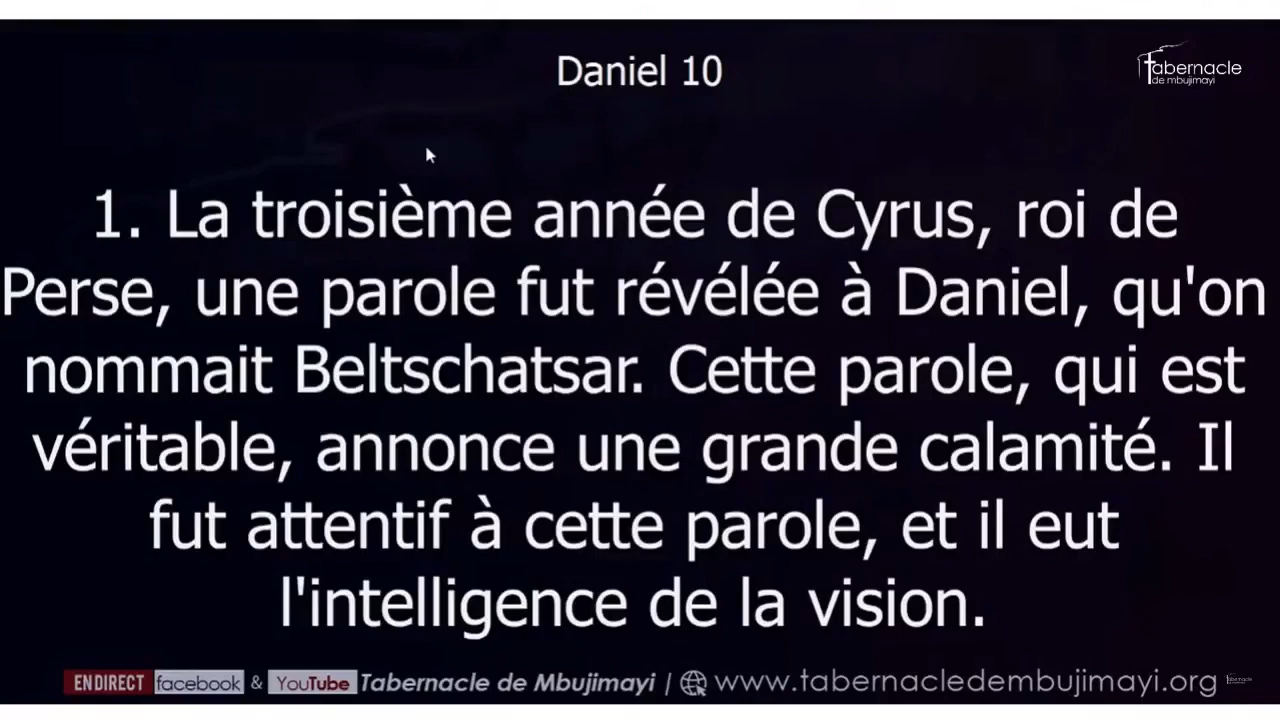 Daniel 10
Tabernacle
de mbujimayi
1. La troisième année de Cyrus, roi de
Perse, une parole fut révélée à Daniel, qu'on
nommait Beltschatsar. Cette parole, qui est
véritable, annonce une grande calamité. Il
fut attentif à cette parole, et il eut
l'intelligence de la vision.
EN DIRECT facebook & YouTube Tabernacle de Mbujimayi | www.tabernacledembujimayi.org